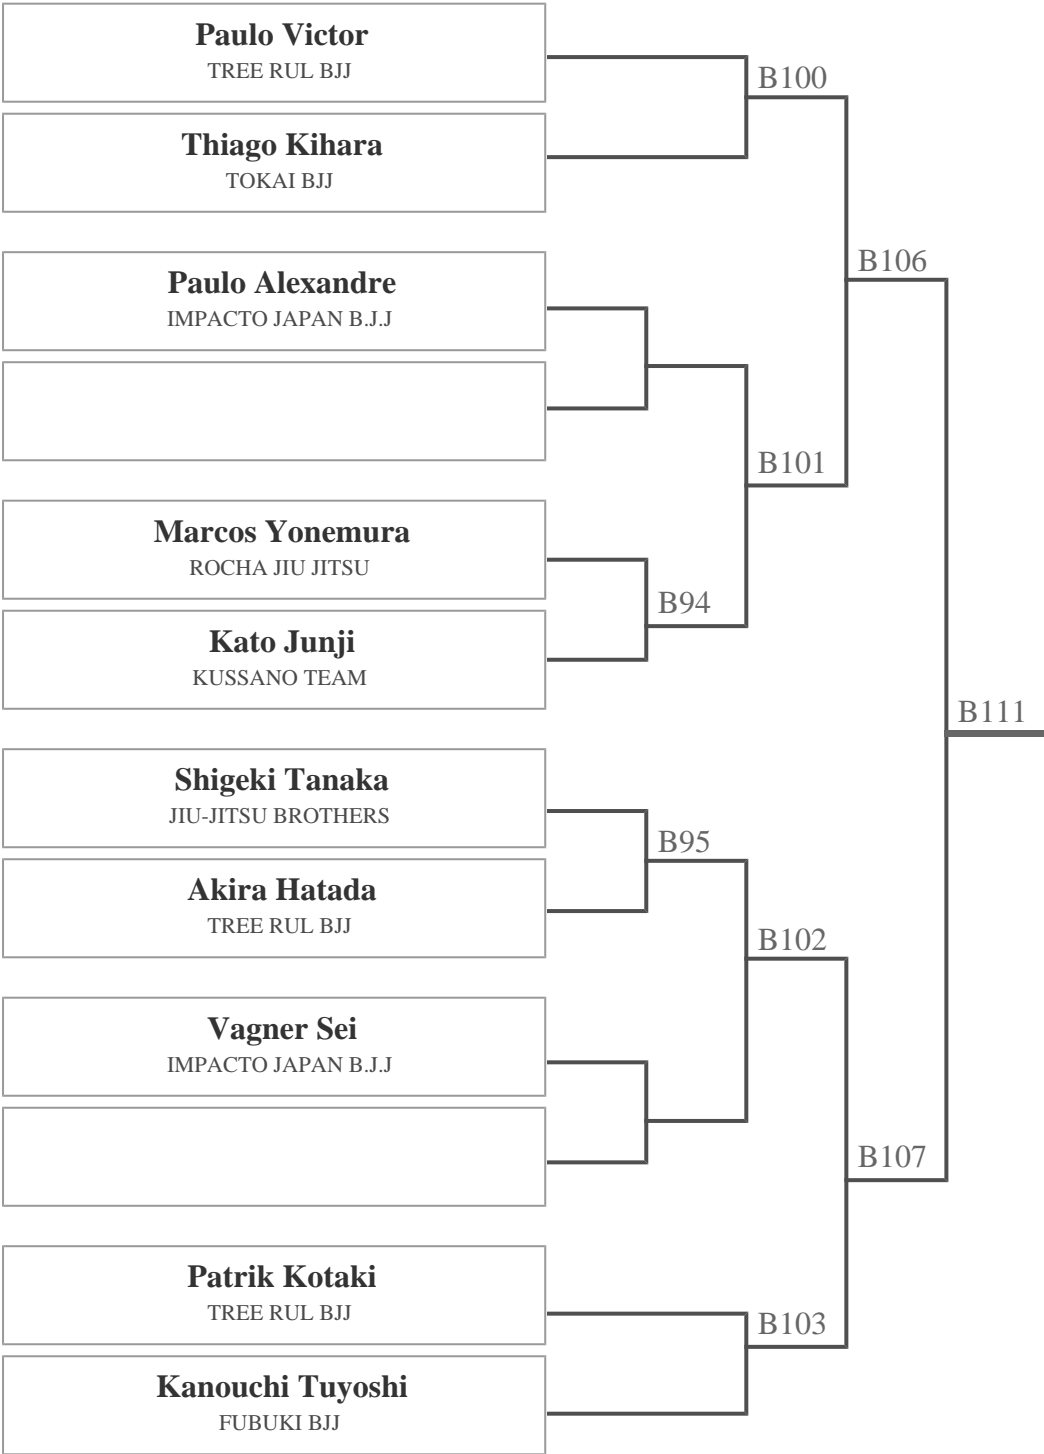 Paulo Victor
TREE RUL BJJ
B100
Thiago Kihara
TOKAI BJJ
B106
Paulo Alexandre
IMPACTO JAPAN B.J.J
B101
Marcos Yonemura
ROCHA JIU JITSU
B94
Kato Junji
KUSSANO TEAM
B111
Shigeki Tanaka
JIU-JITSU BROTHERS
B95
Akira Hatada
TREE RUL BJJ
B102
Vagner Sei
IMPACTO JAPAN B.J.J
B107
Patrik Kotaki
TREE RUL BJJ
B103
Kanouchi Tuyoshi
FUBUKI BJJ